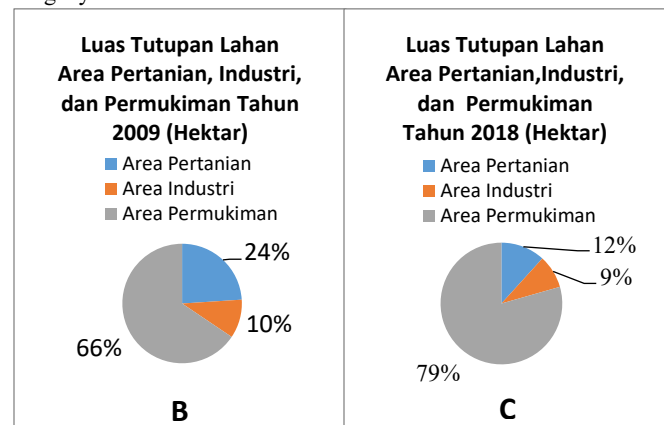 Luas Tutupan Lahan
Area Pertanian, Industri,
dan Permukiman Tahun
2009 (Hektar)
Area Pertanian
Area Industri
Area Permukiman
24%
10%
66%
B
Luas Tutupan Lahan
Area Pertanian,Industri,
dan Permukiman
Tahun 2018 (Hektar)
Area Pertanian
Area Industri
Area Permukiman
12%
9%
79%
C